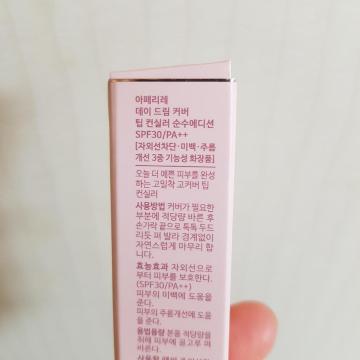 아페리레
데이 드림 커버
팁 컨실러 순수에디션
SPF30/PA++
[자외선차단·미백·주름
개선 3중 기능성 화장품]
오늘 더 예쁜 피부를 완성
하는 고밀착 고커버 팁
컨실러
사용방법 커버가 필요한
부분에 적당량 바른 후
손가락 끝으로 톡톡 두드
리듯 펴 발라 경계없이
자연스럽게 마무리 합
니다.
효능효과 자외선으로
부터 피부를 보호한다.
(SPF30/PA++)
피부의 미백에 도움을
준다.
피부의 주름개선에 도움
을 준다.
용법용량 본품 적당량을
취해 피부에 골고루 펴
바른다.